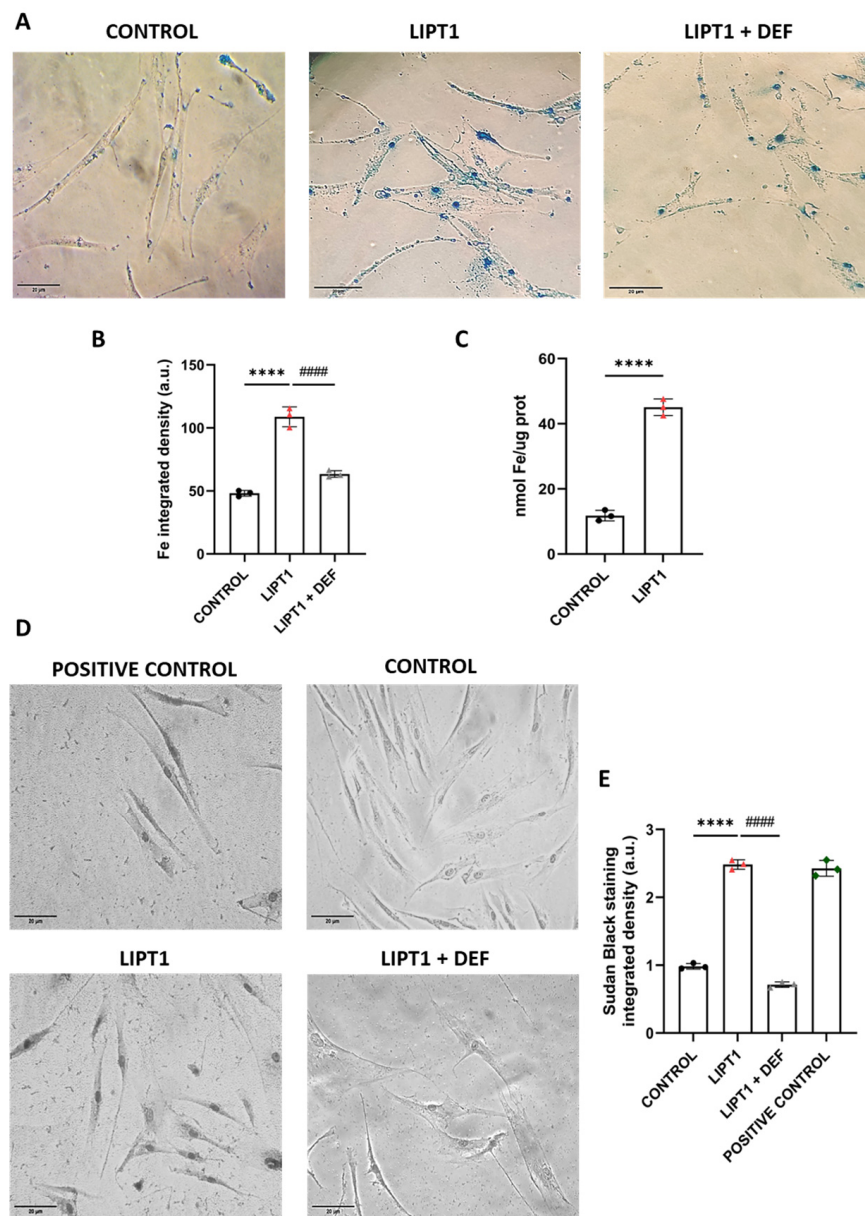 A
CONTROL
LIPT1
LIPT1 + DEF
20 µm
20 µm
B
Fe integrated density (a.u.)
150
100
50
0
****
####
CONTROL
LIPT1
LIPT1 + DEF
C
nmol Fe/ug prot
60
40
20
0
****
CONTROL
LIPT1
D
POSITIVE CONTROL
CONTROL
20 µm
20 µm
LIPT1
LIPT1 + DEF
20 µm
20 µm
E
Sudan Black staining
integrated density (a.u.)
3
2
1
0
****
####
CONTROL
LIPT1
LIPT1 + DEF
POSITIVE CONTROL